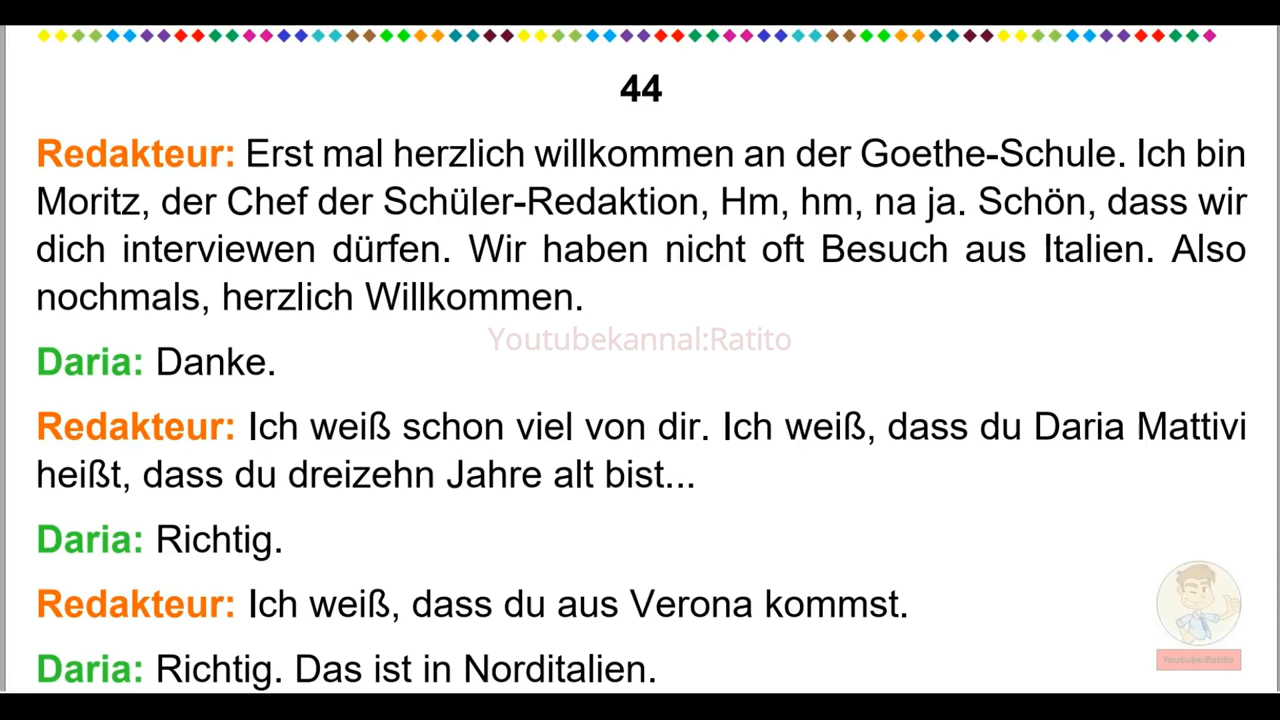 44
Redakteur: Erst mal herzlich willkommen an der Goethe-Schule. Ich bin
Moritz, der Chef der Schüler-Redaktion, Hm, hm, na ja. Schön, dass wir
dich interviewen dürfen. Wir haben nicht oft Besuch aus Italien. Also
nochmals, herzlich Willkommen.
Youtubekannal:Ratito
Daria: Danke.
Redakteur: Ich weiß schon viel von dir. Ich weiß, dass du Daria Mattivi
heißt, dass du dreizehn Jahre alt bist...
Daria: Richtig.
Redakteur: Ich weiß, dass du aus Verona kommst.
Daria: Richtig. Das ist in Norditalien.
Youtube:Ratito